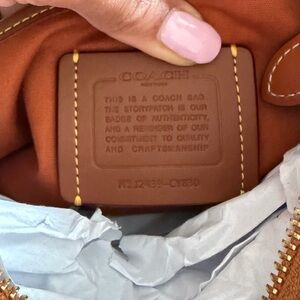 COACH
NEW YORK
THIS IS A COACH BAG
THE STORYPATCH IS OUR
BADGE OF AUTHENTICITY,
AND A REMINDER OF OUR
COMMITMENT TO QUALITY
AND CRAFTSMANSHIP